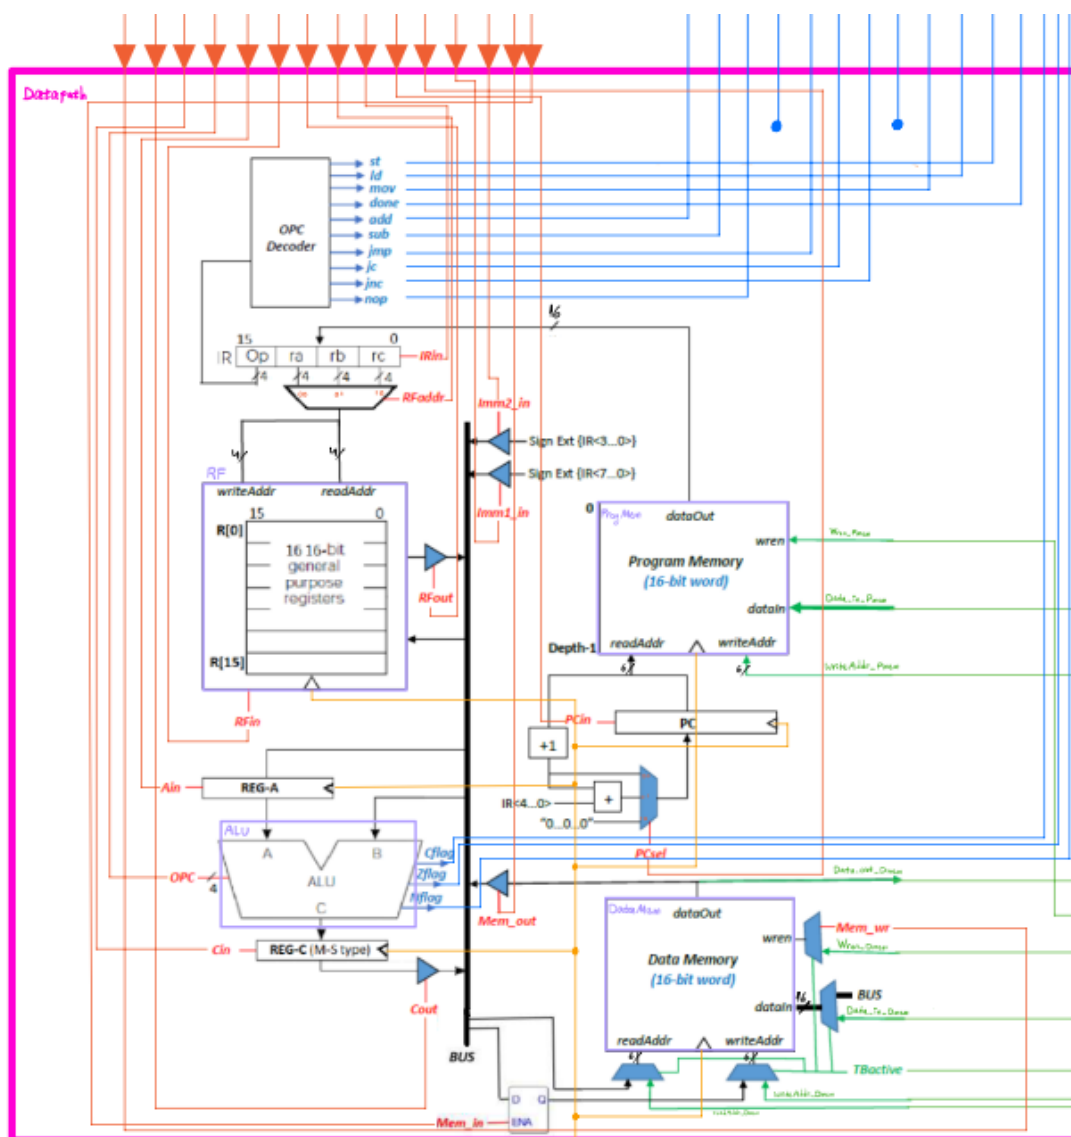 Datapath
st
ld
mov
done
add
sub
jmp
jc
jnc
nop
OPC
Decoder
16
15 0
IR Op ra rb rc IRin
4 4 4 4
RFaddr
Imm2_in
Sign Ext {IR<3...0>}
Sign Ext {IR<7...0>}
Imm1_in
4 4
RF
writeAddr readAddr
15 0
R[0]
16 16-bit
general
purpose
registers
R[15]
RFout
RFin
0
ProgMem
dataOut
wren
Program Memory
(16-bit word)
dataIn
Depth-1
readAddr writeAddr
6 6
PCin
PC
+1
IR<4...0>
+
"0...0...0"
PCsel
Ain
REG-A
ALU
A B
ALU
C
Cflag
Zflag
Nflag
OPC
4
Mem_out
Cin
REG-C (M-S type)
Cout
BUS
Data_out_Dmem
DataMem
dataOut
wren
Mem_wr
Data Memory
(16-bit word)
16
dataIn
BUS
readAddr writeAddr
6 6
TBactive
D Q
ENA
Mem_in